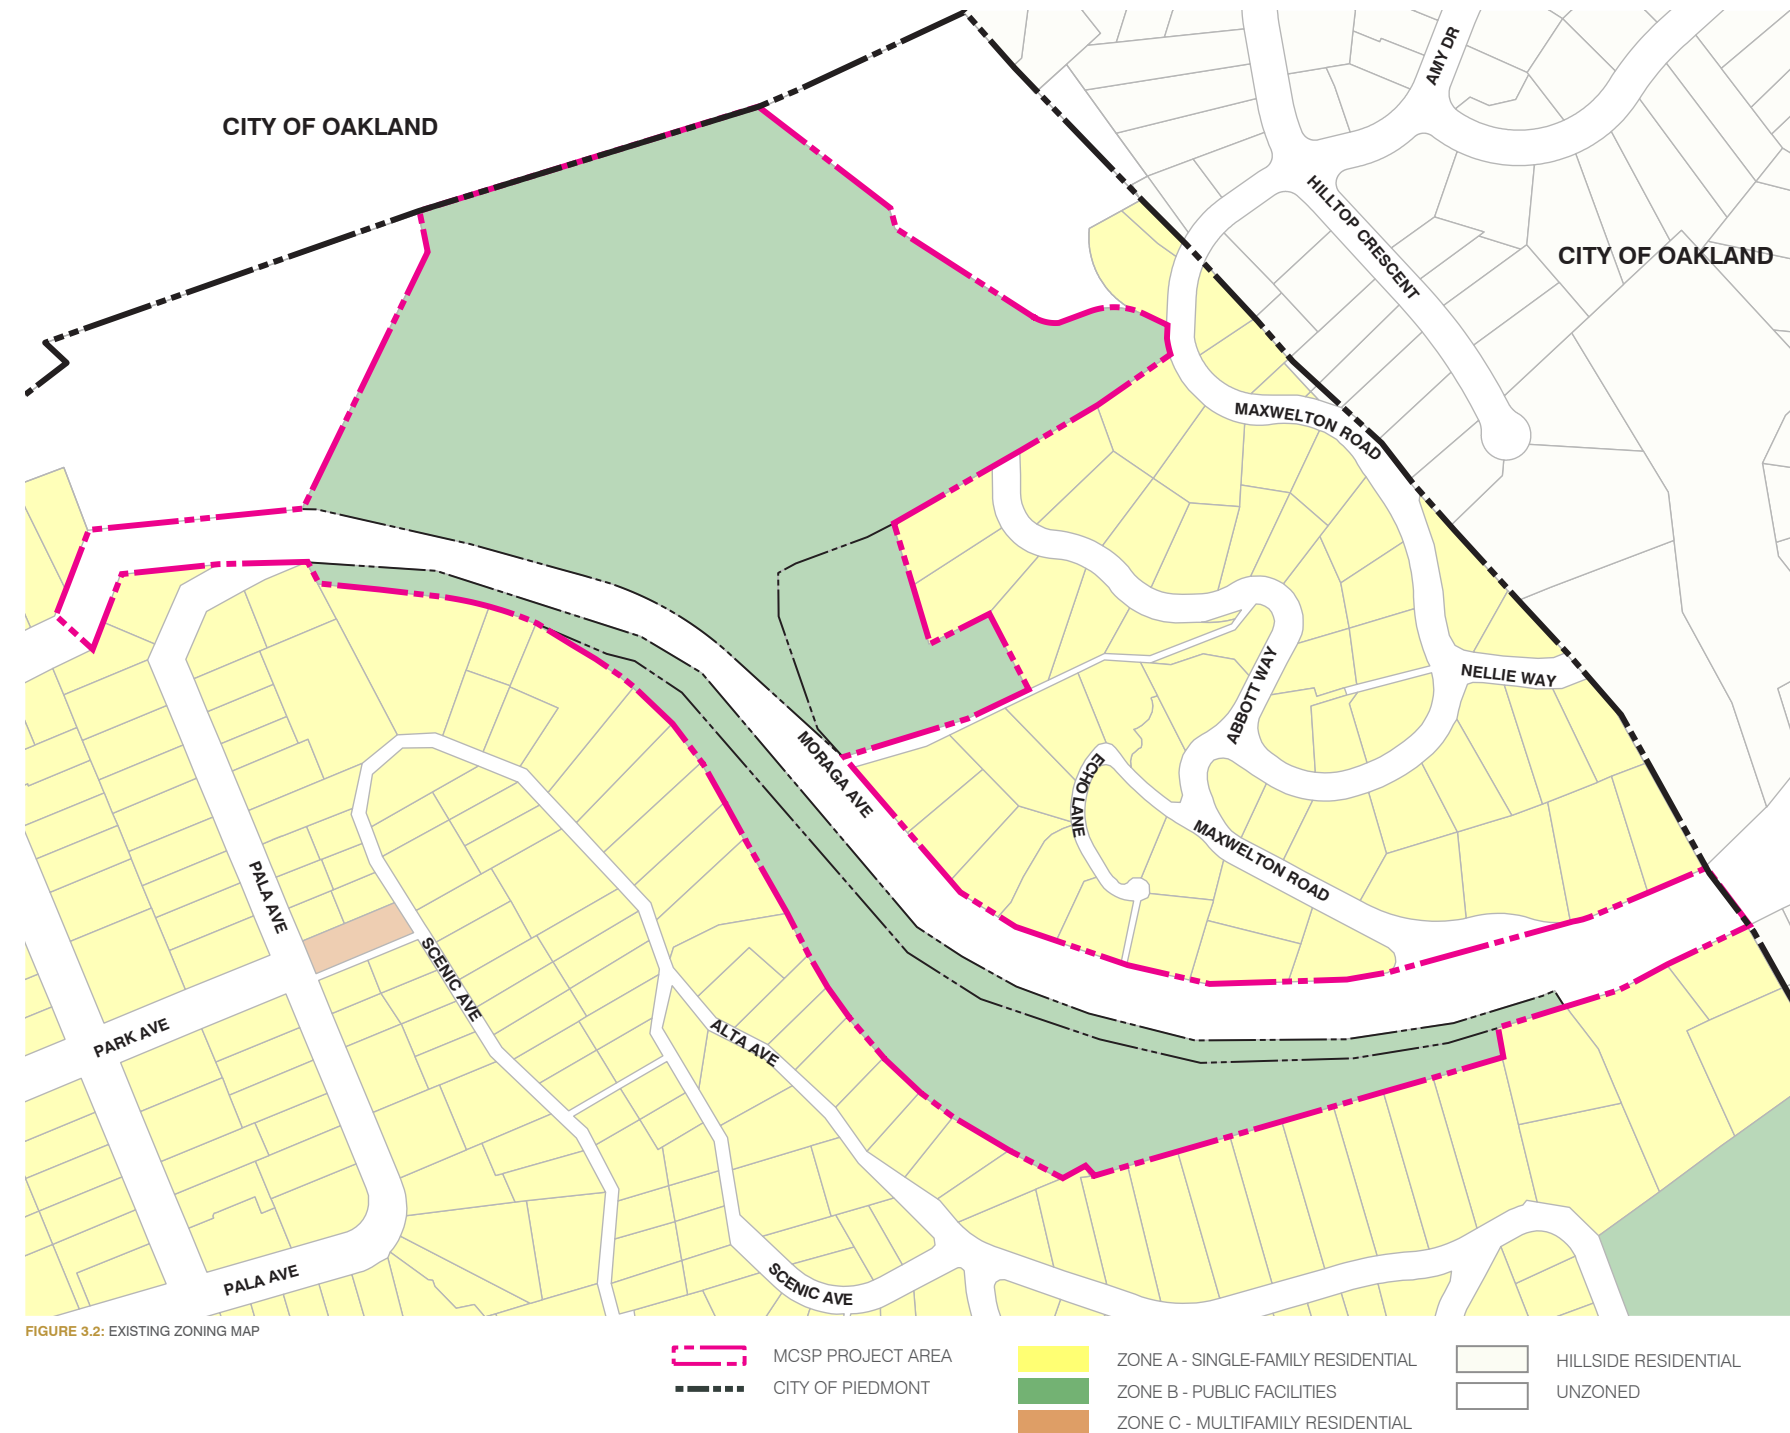 AMY DR
CITY OF OAKLAND
HILLTOP CRESCENT
CITY OF OAKLAND
MAXWELTON ROAD
NELLIE WAY
ABBOTT WAY
MORAGA AVE
ECHO LANE
MAXWELTON ROAD
PALA AVE
SCENIC AVE
PARK AVE
ALTA AVE
PALA AVE
SCENIC AVE
FIGURE 3.2: EXISTING ZONING MAP
MCSP PROJECT AREA
CITY OF PIEDMONT
ZONE A - SINGLE-FAMILY RESIDENTIAL
ZONE B - PUBLIC FACILITIES
ZONE C - MULTIFAMILY RESIDENTIAL
HILLSIDE RESIDENTIAL
UNZONED